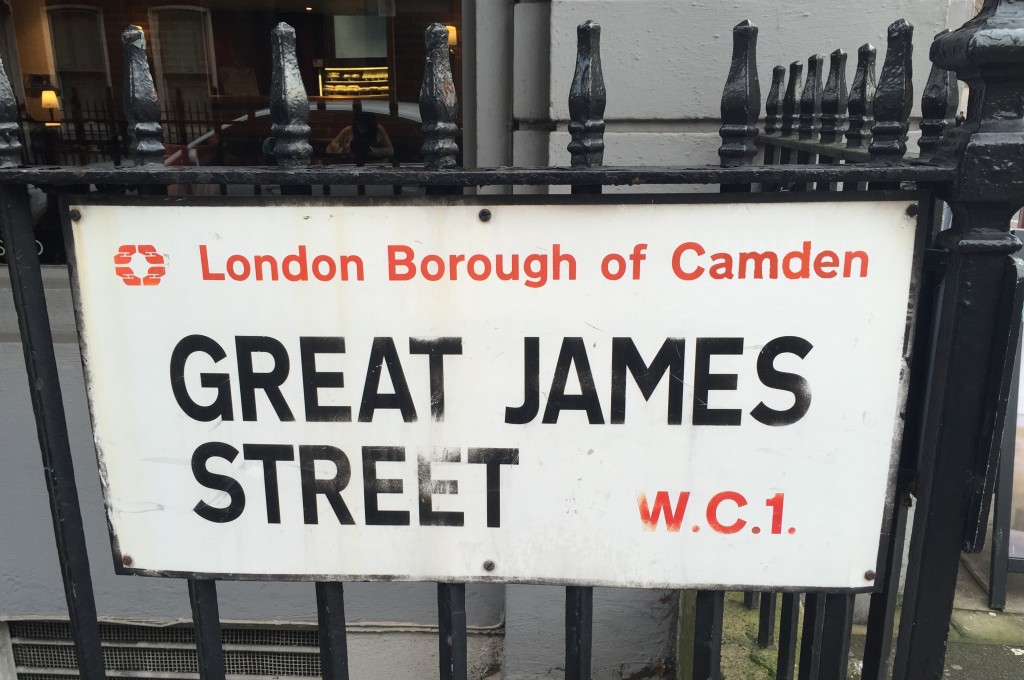 London Borough of Camden
GREAT JAMES
STREET
W.C.1.